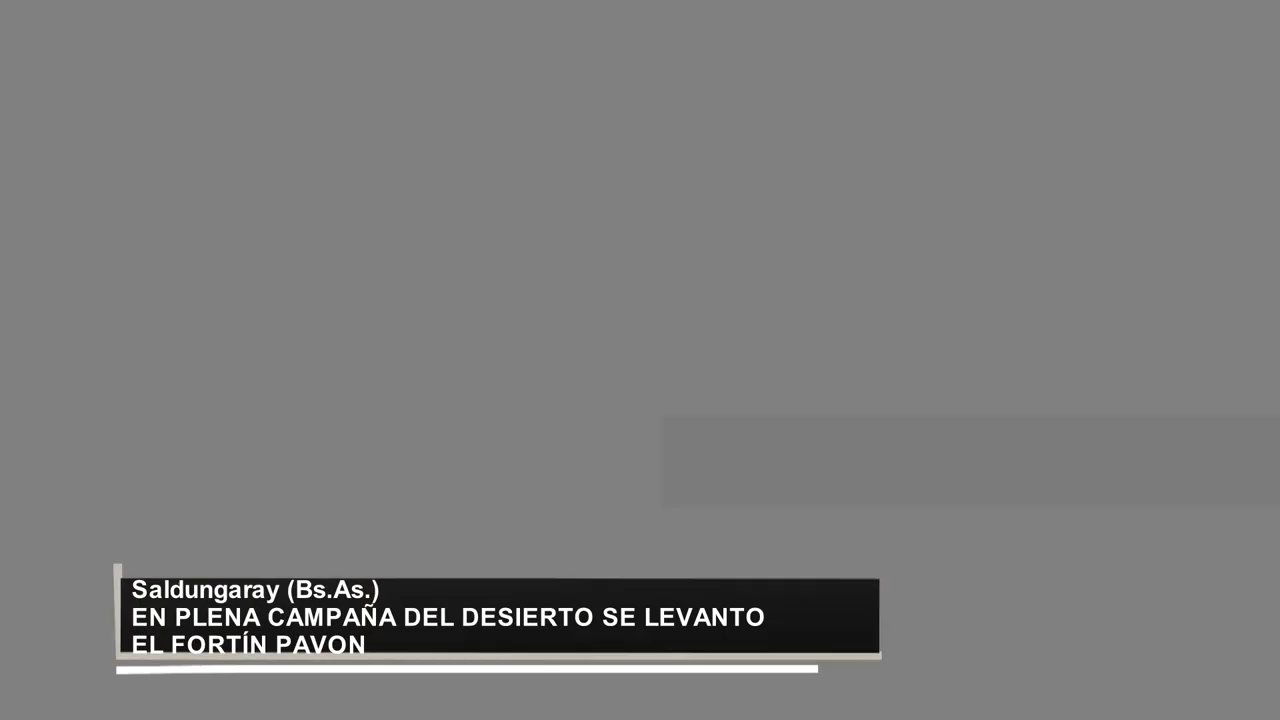 Saldungaray (Bs.As.)
EN PLENA CAMPAÑA DEL DESIERTO SE LEVANTO
EL FORTÍN PAVON